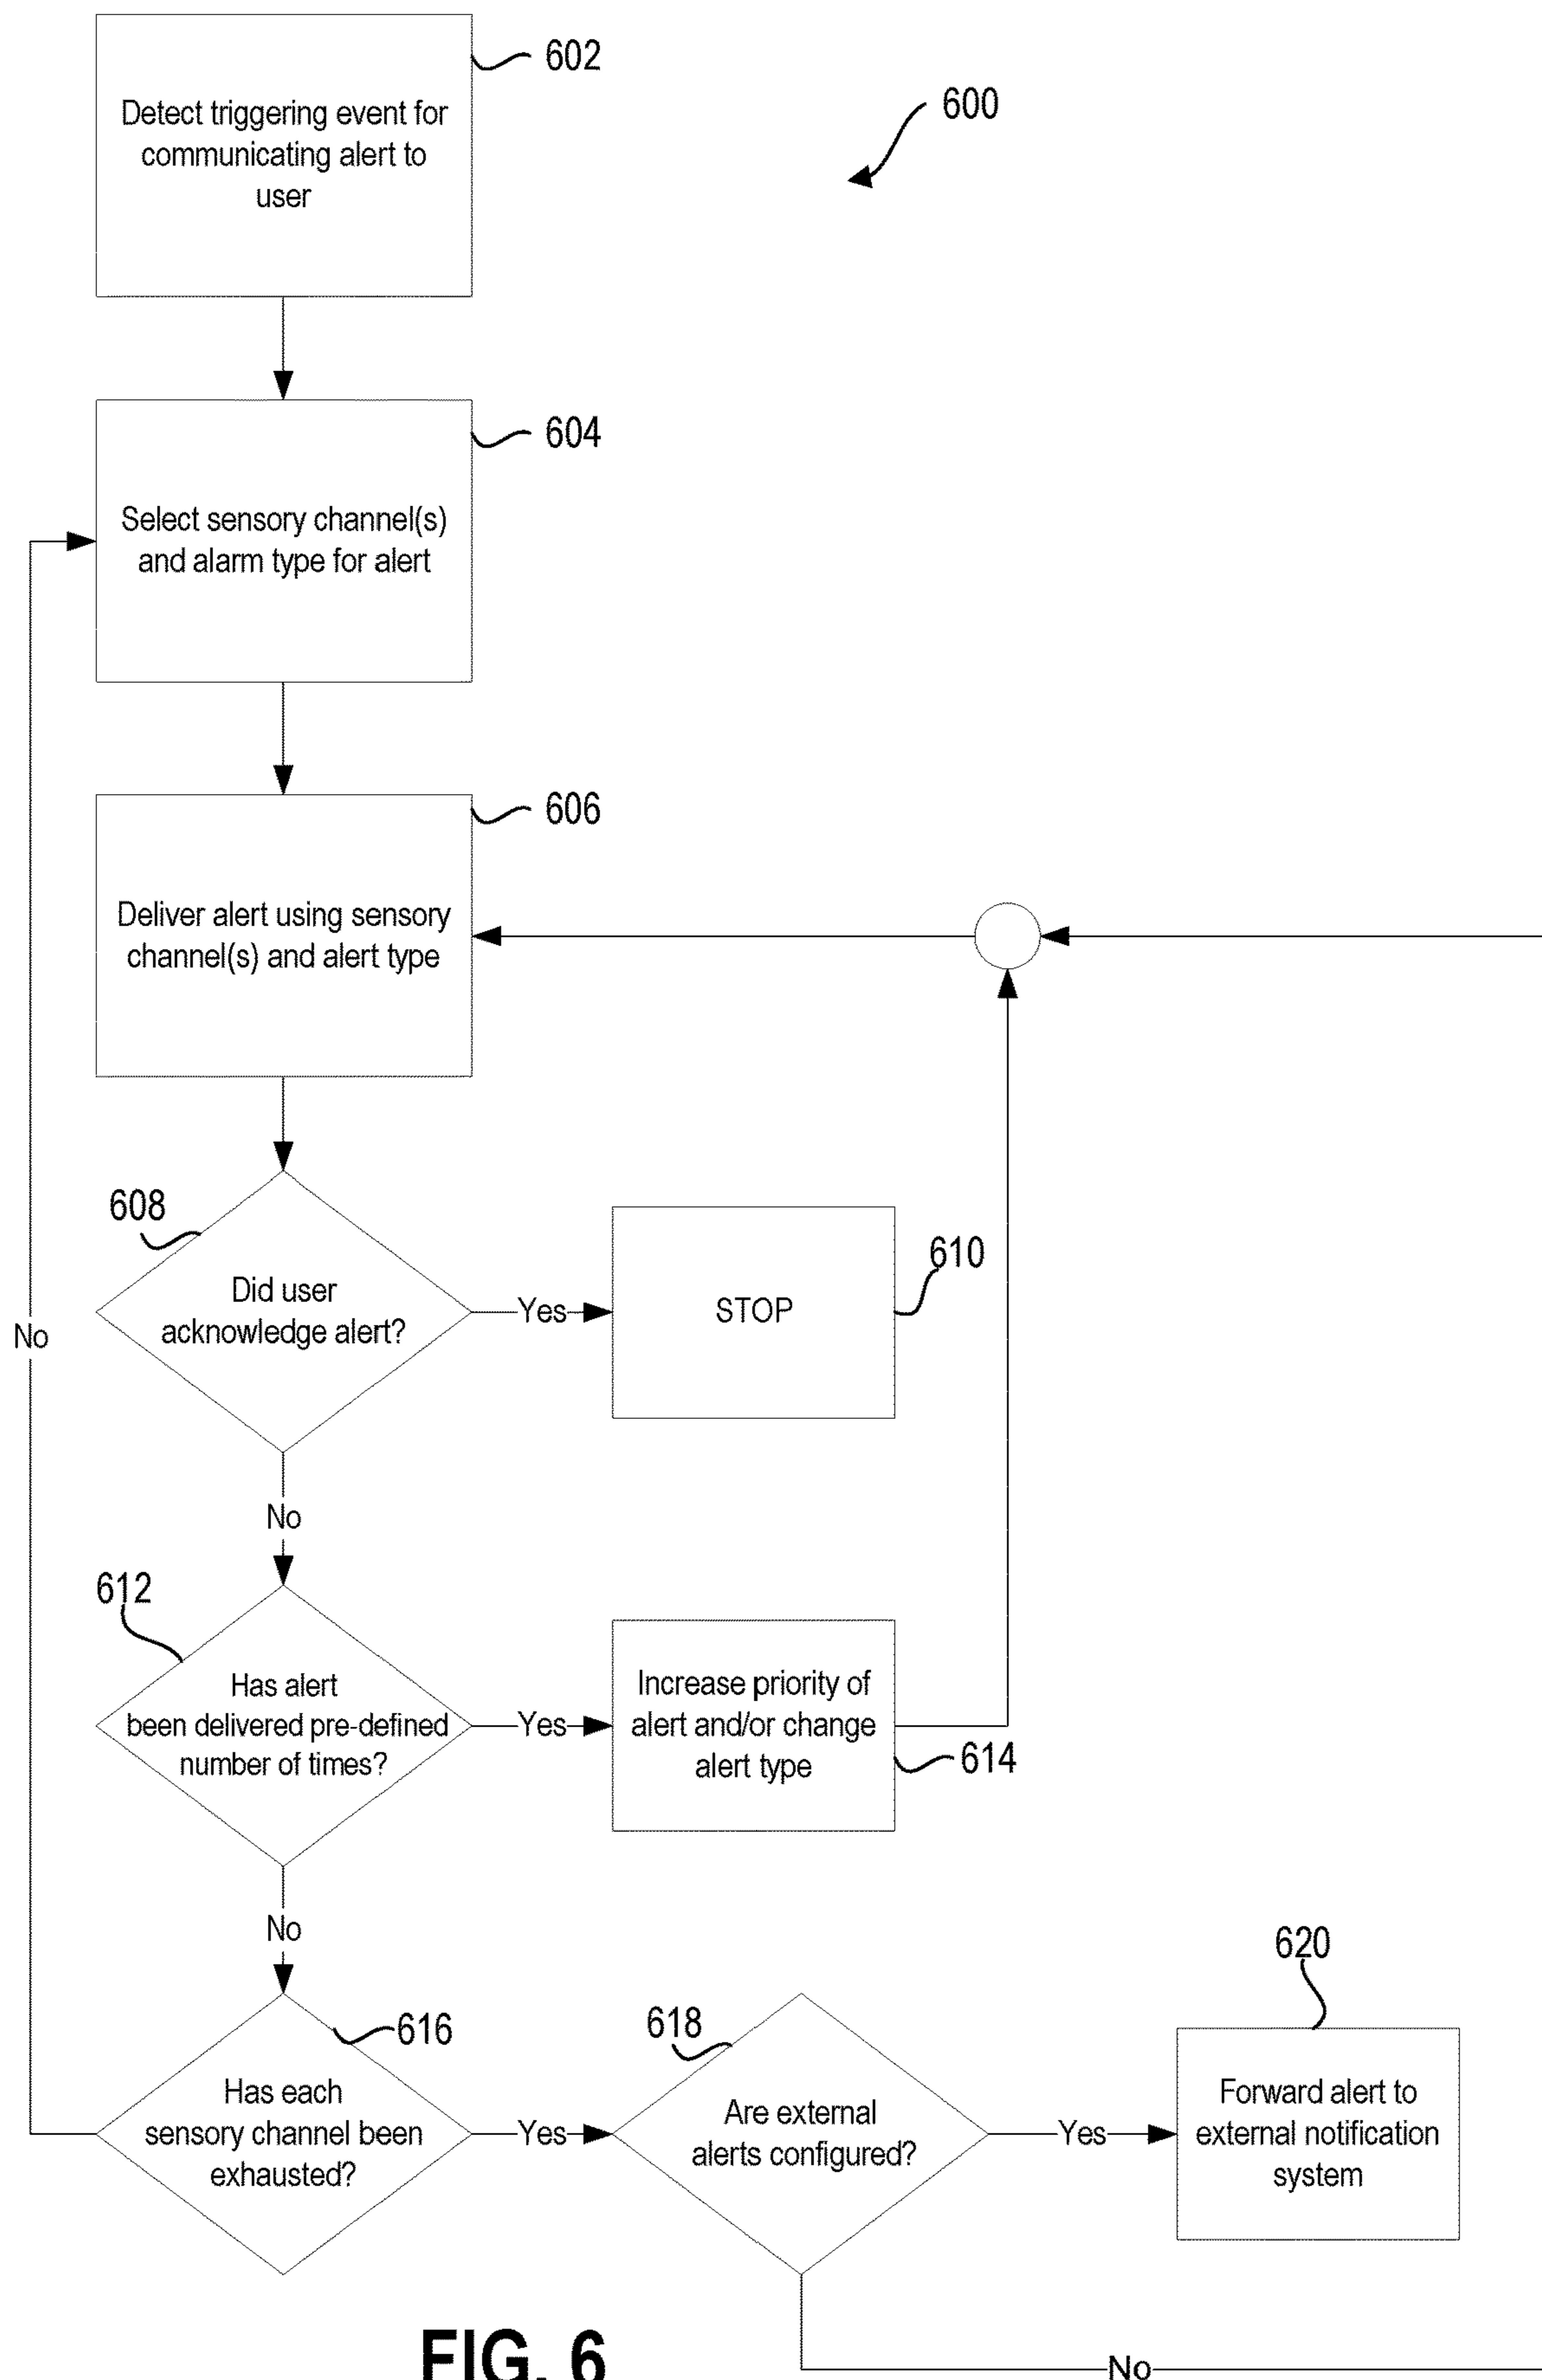 602
600
Detect triggering event for
communicating alert to
user
604
Select sensory channel(s)
and alarm type for alert
606
Deliver alert using sensory
channel(s) and alert type
608
Did user
acknowledge alert?
Yes
STOP
610
No
No
612
Has alert
been delivered pre-defined
number of times?
Yes
Increase priority of
alert and/or change
alert type
614
No
616
Has each
sensory channel been
exhausted?
Yes
618
Are external
alerts configured?
Yes
620
Forward alert to
external notification
system
No
FIG. 6